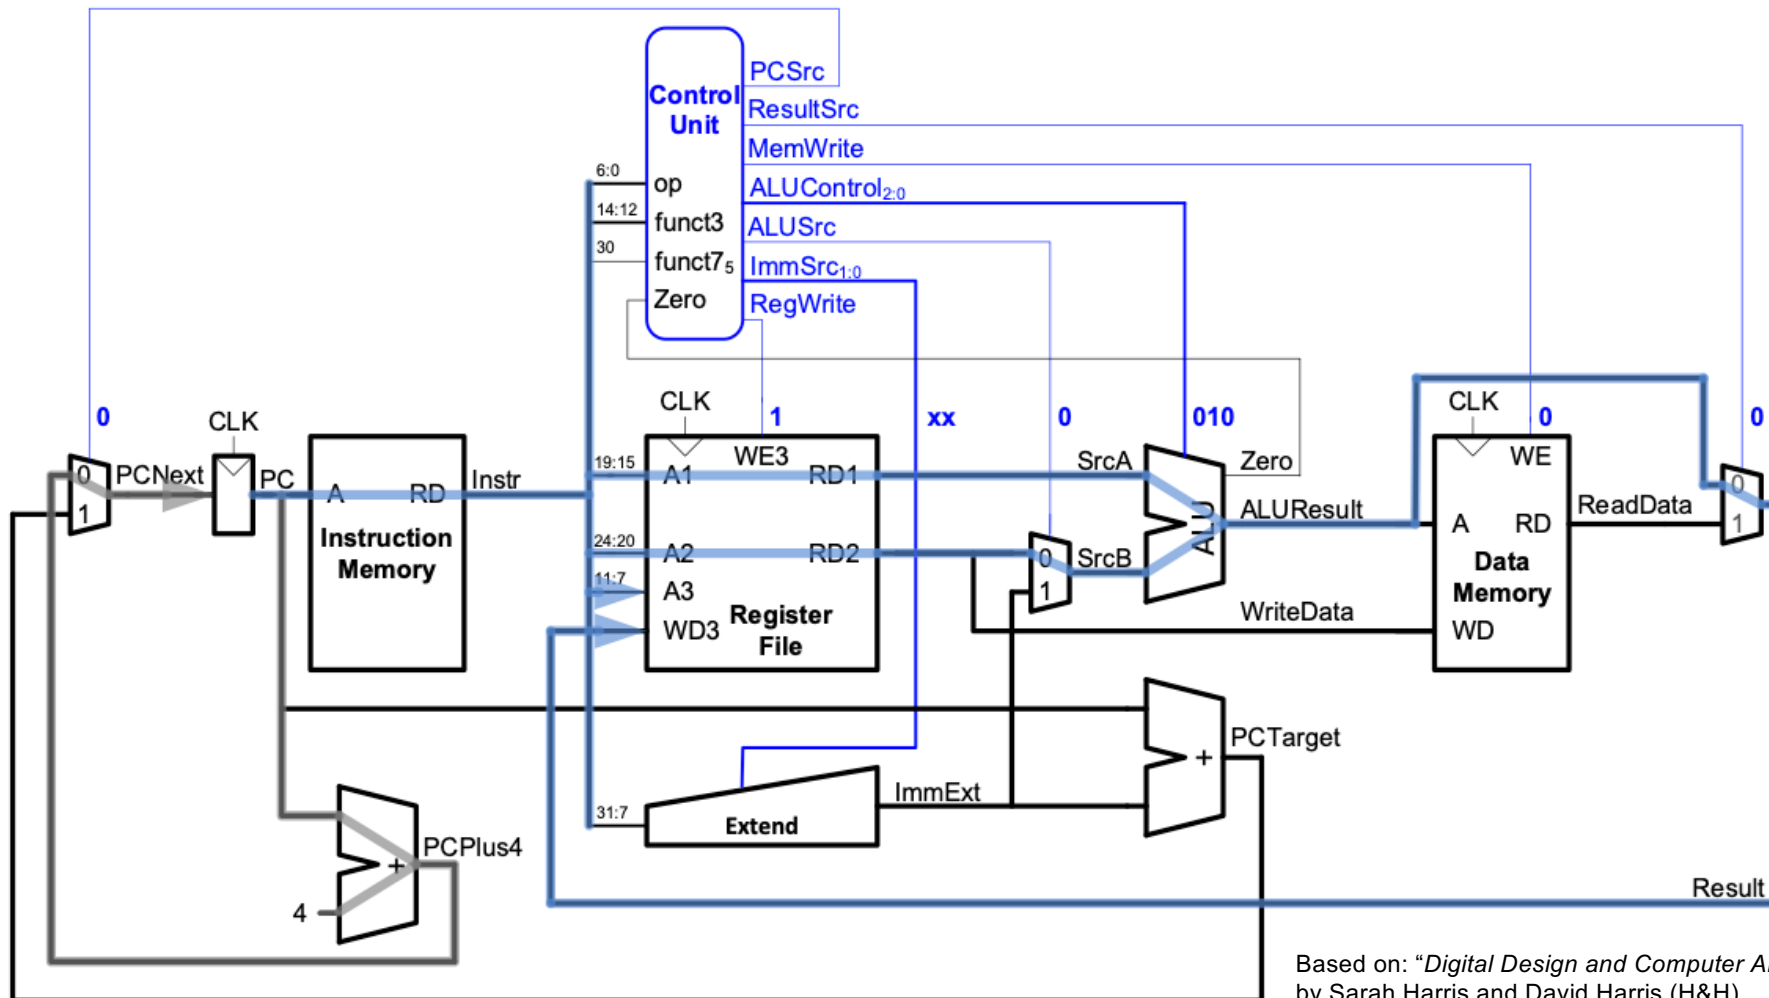 PCSrc
Control
Unit
ResultSrc
MemWrite
6:0
op
ALUControl2:0
14:12
funct3
ALUSrc
30
funct75
ImmSrc1:0
Zero
RegWrite
0
CLK
CLK
1
xx
0
010
CLK
0
0
0
PCNext
PC
A
RD
Instr
19:15
A1
WE3
RD1
SrcA
Zero
WE
0
1
Instruction
Memory
24:20
A2
RD2
0
SrcB
ALU
ALUResult
A
RD
ReadData
1
11:7
A3
1
Data
Memory
WD3
Register
File
WriteData
WD
+
PCTarget
ImmExt
31:7
Extend
PCPlus4
+
4
Result
Based on: “Digital Design and Computer
by Sarah Harris and David Harris (H&H)